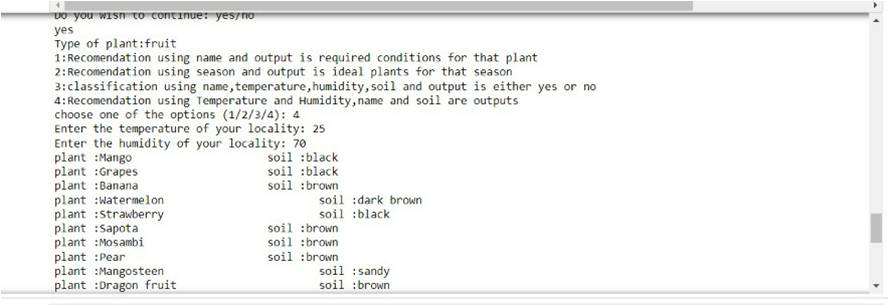 Do you wish to continue: yes/no
yes
Type of plant:fruit
1:Recomendation using name and output is required conditions for that plant
2:Recomendation using season and output is ideal plants for that season
3:classification using name,temperature,humidity,soil and output is either yes or no
4:Recomendation using Temperature and Humidity,name and soil are outputs
choose one of the options (1/2/3/4): 4
Enter the temperature of your locality: 25
Enter the humidity of your locality: 70
plant :Mango soil :black
plant :Grapes soil :black
plant :Banana soil :brown
plant :Watermelon soil :dark brown
plant :Strawberry soil :black
plant :Sapota soil :brown
plant :Mosambi soil :brown
plant :Pear soil :brown
plant :Mangosteen soil :sandy
plant :Dragon fruit soil :brown